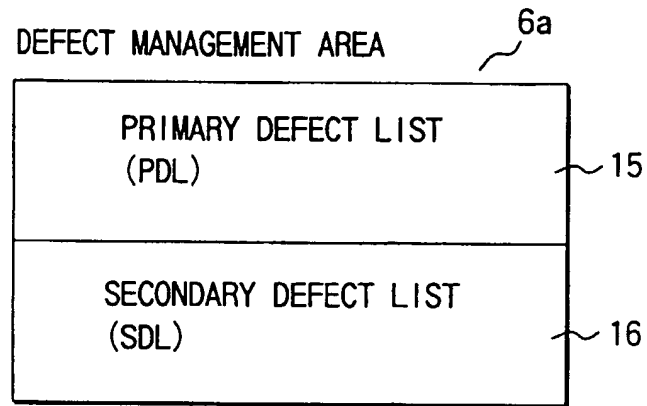 6a
DEFECT MANAGEMENT AREA
PRIMARY DEFECT LIST
(PDL)
15
SECONDARY DEFECT LIST
(SDL)
16